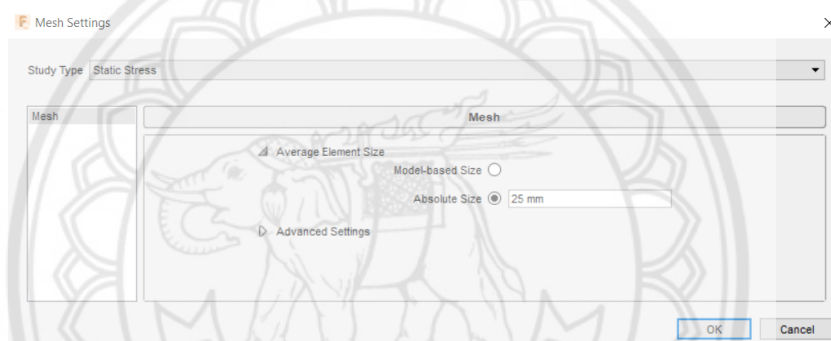 F Mesh Settings
Study Type Static Stress
Mesh
Mesh
Average Element Size
Model-based Size
Absolute Size 25 mm
Advanced Settings
OK Cancel